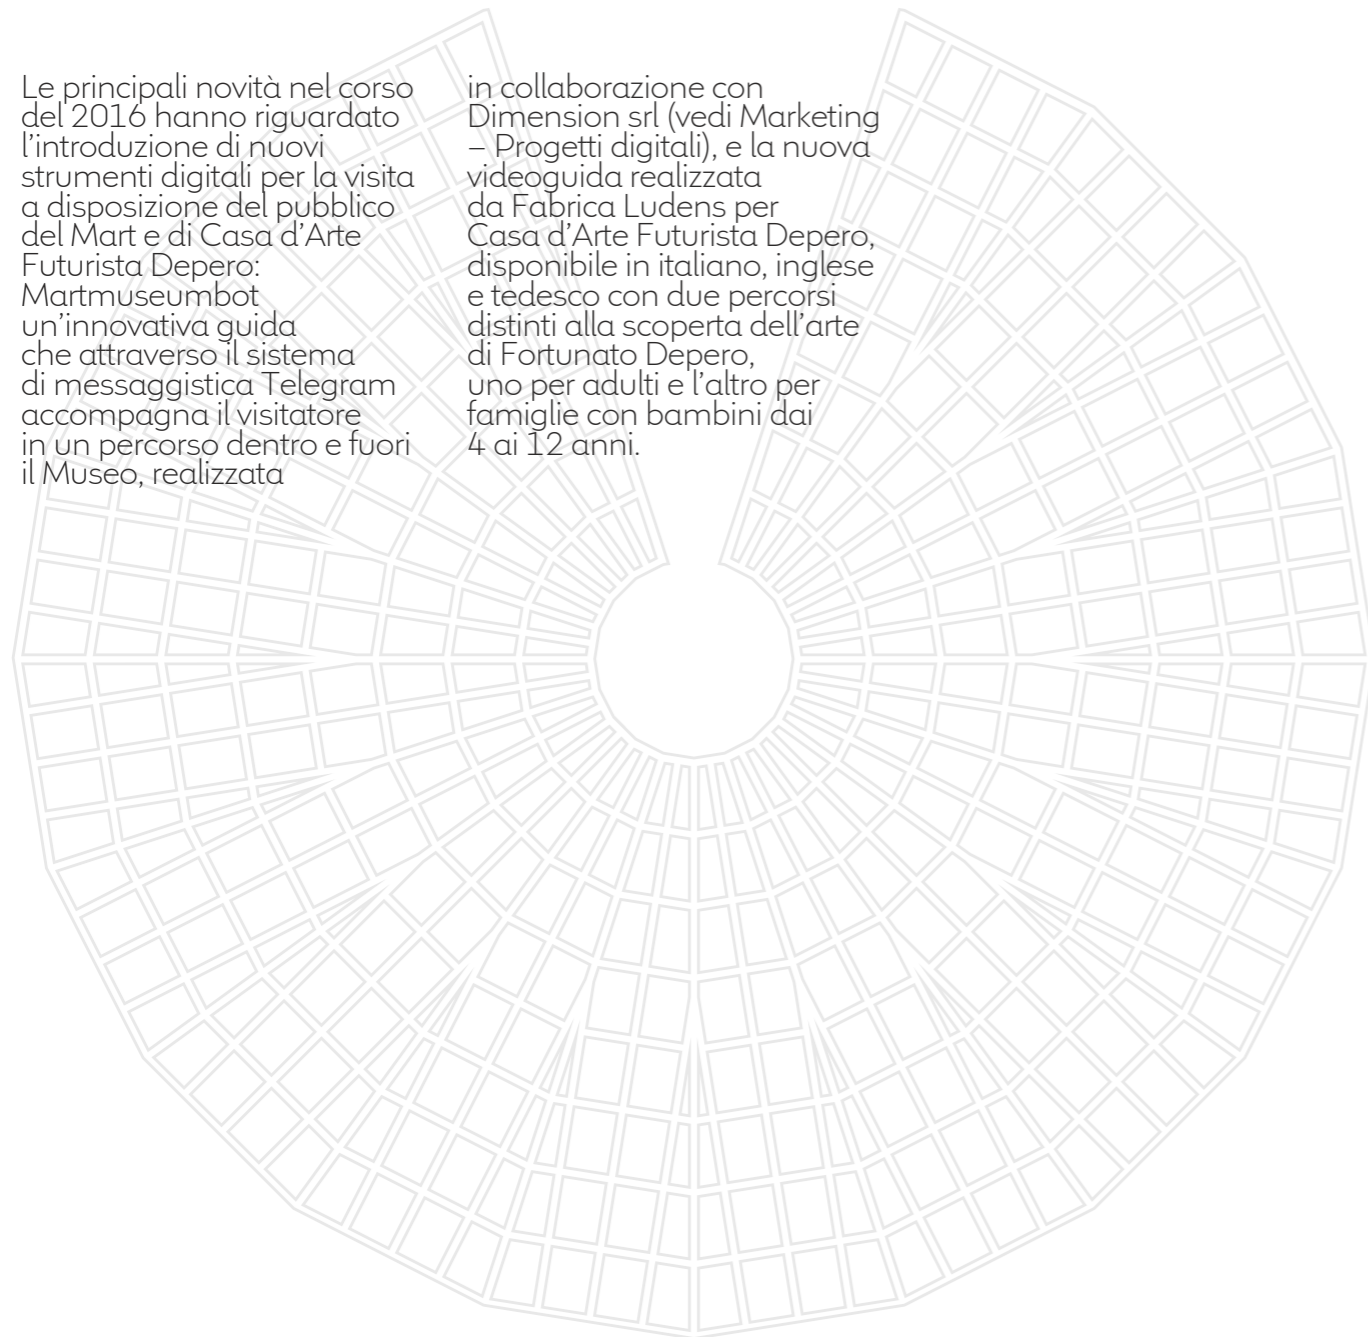 Le principali novità nel corso
del 2016 hanno riguardato
l’introduzione di nuovi
strumenti digitali per la visita
a disposizione del pubblico
del Mart e di Casa d’Arte
Futurista Depero:
Martmuseumbot
un’innovativa guida
che attraverso il sistema
di messaggistica Telegram
accompagna il visitatore
in un percorso dentro e fuori
il Museo, realizzata
in collaborazione con
Dimension srl (vedi Marketing
– Progetti digitali), e la nuova
videoguida realizzata
da Fabrica Ludens per
Casa d’Arte Futurista Depero,
disponibile in italiano, inglese
e tedesco con due percorsi
distinti alla scoperta dell’arte
di Fortunato Depero,
uno per adulti e l’altro per
famiglie con bambini dai
4 ai 12 anni.